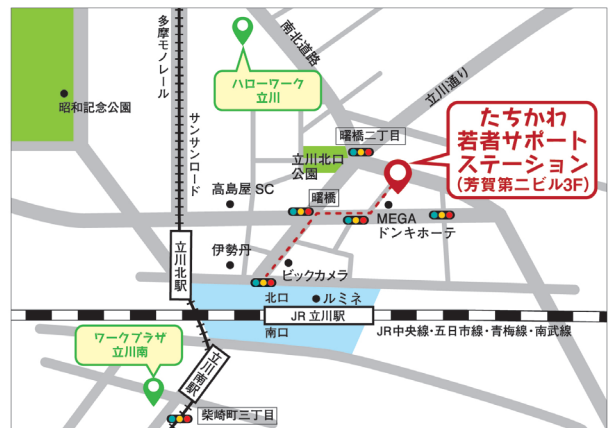 多摩モノレール
南北道路
ハローワーク
立川
立川通り
昭和記念公園
サンサンロード
たちかわ
若者サポート
ステーション
(芳賀第二ビル3F)
曙橋二丁目
立川北口
公園
高島屋 SC
曙橋
MEGA
ドンキホーテ
伊勢丹
立川北駅
ビックカメラ
北口
ルミネ
JR 立川駅
南口
JR中央線・五日市線・青梅線・南武線
ワークプラザ
立川南
立川南駅
柴崎町三丁目